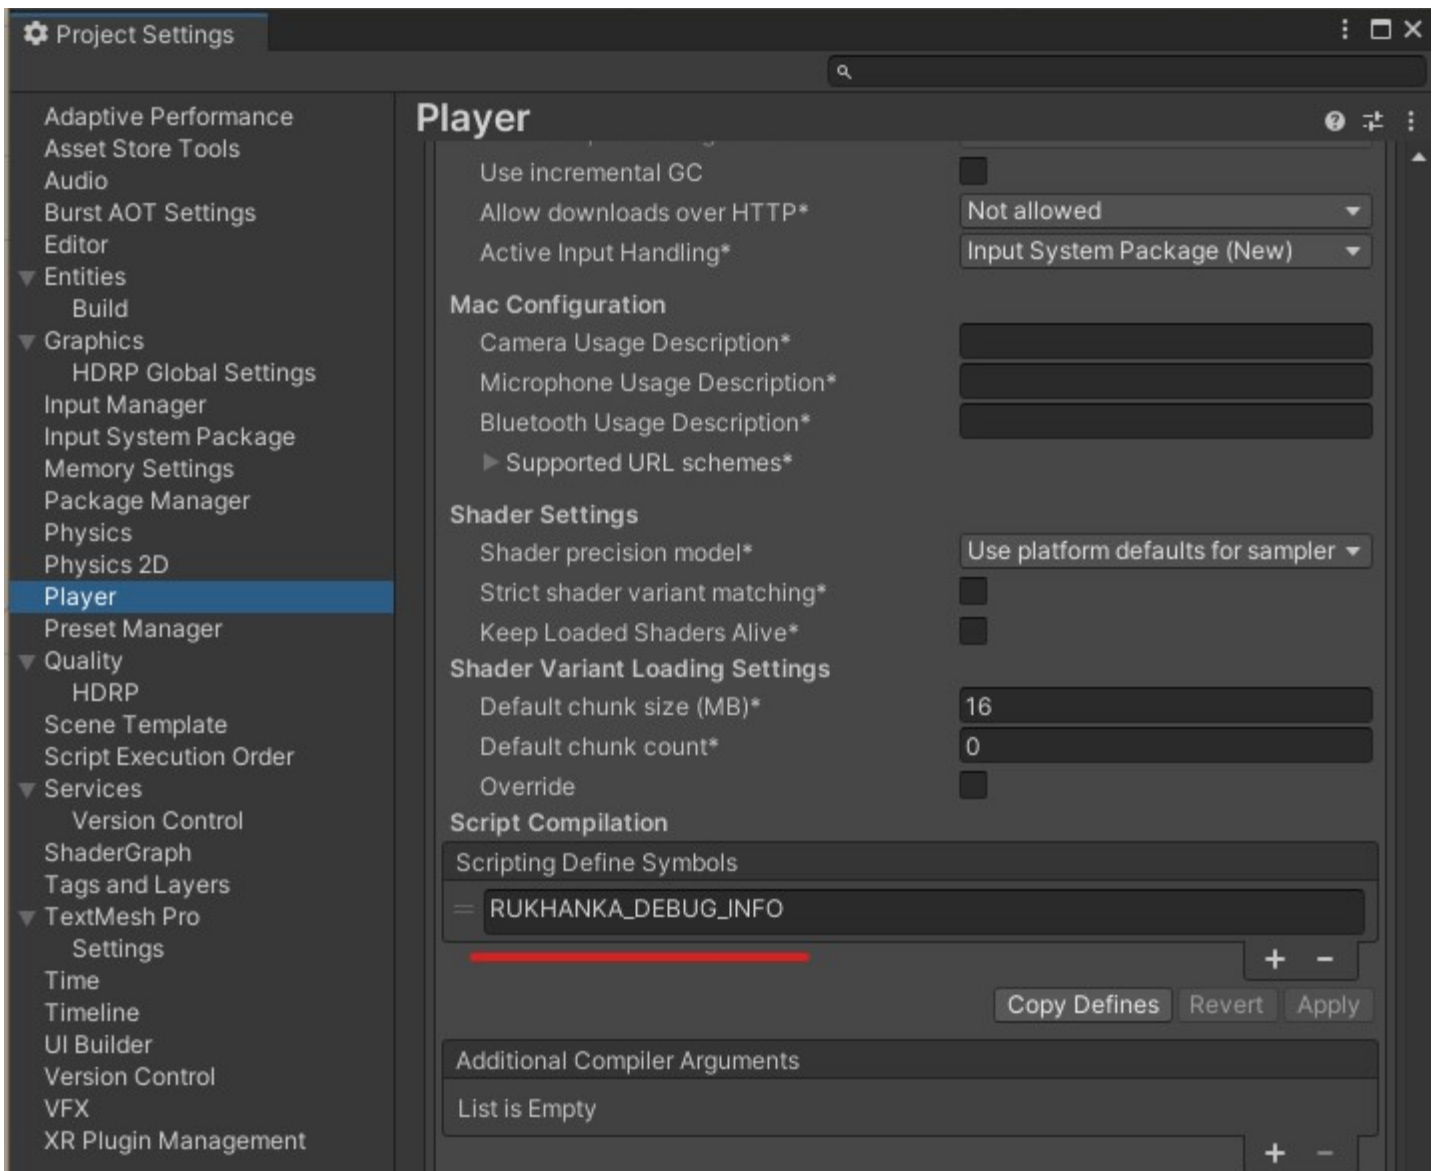 Project Settings
Adaptive Performance
Asset Store Tools
Audio
Burst AOT Settings
Editor
Entities
Build
Graphics
HDRP Global Settings
Input Manager
Input System Package
Memory Settings
Package Manager
Physics
Physics 2D
Player
Preset Manager
Quality
HDRP
Scene Template
Script Execution Order
Services
Version Control
ShaderGraph
Tags and Layers
TextMesh Pro
Settings
Time
Timeline
UI Builder
Version Control
VFX
XR Plugin Management
Player
Use incremental GC
Allow downloads over HTTP* Not allowed
Active Input Handling* Input System Package (New)
Mac Configuration
Camera Usage Description*
Microphone Usage Description*
Bluetooth Usage Description*
Supported URL schemes*
Shader Settings
Shader precision model* Use platform defaults for sampler
Strict shader variant matching*
Keep Loaded Shaders Alive*
Shader Variant Loading Settings
Default chunk size (MB)* 16
Default chunk count* 0
Override
Script Compilation
Scripting Define Symbols
RUKHANKA_DEBUG_INFO
+ -
Copy Defines Revert Apply
Additional Compiler Arguments
List is Empty
+ -